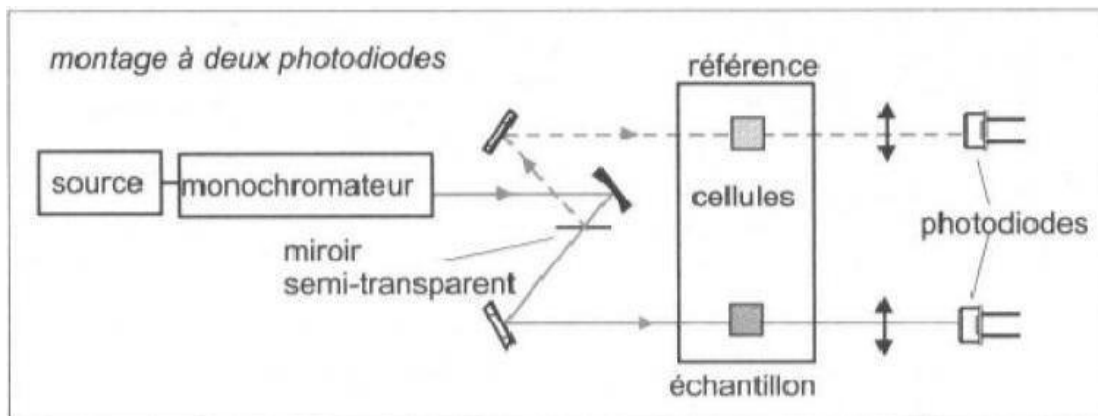 montage à deux photodiodes
référence
source
monochromateur
cellules
photodiodes
miroir
semi-transparent
échantillon